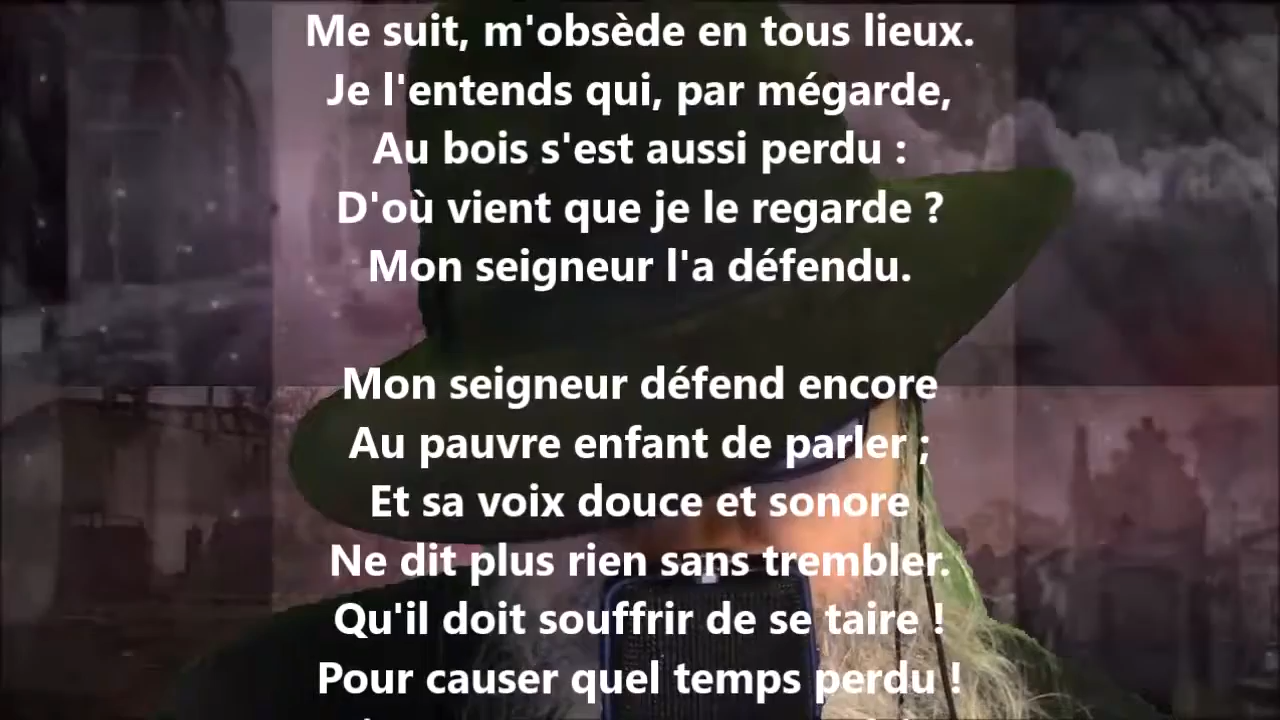 Me suit, m'obsède en tous lieux.
Je l'entends qui, par mégarde,
Au bois s'est aussi perdu :
D'où vient que je le regarde ?
Mon seigneur l'a défendu.
Mon seigneur défend encore
Au pauvre enfant de parler ;
Et sa voix douce et sonore
Ne dit plus rien sans trembler.
Qu'il doit souffrir de se taire !
Pour causer quel temps perdu !